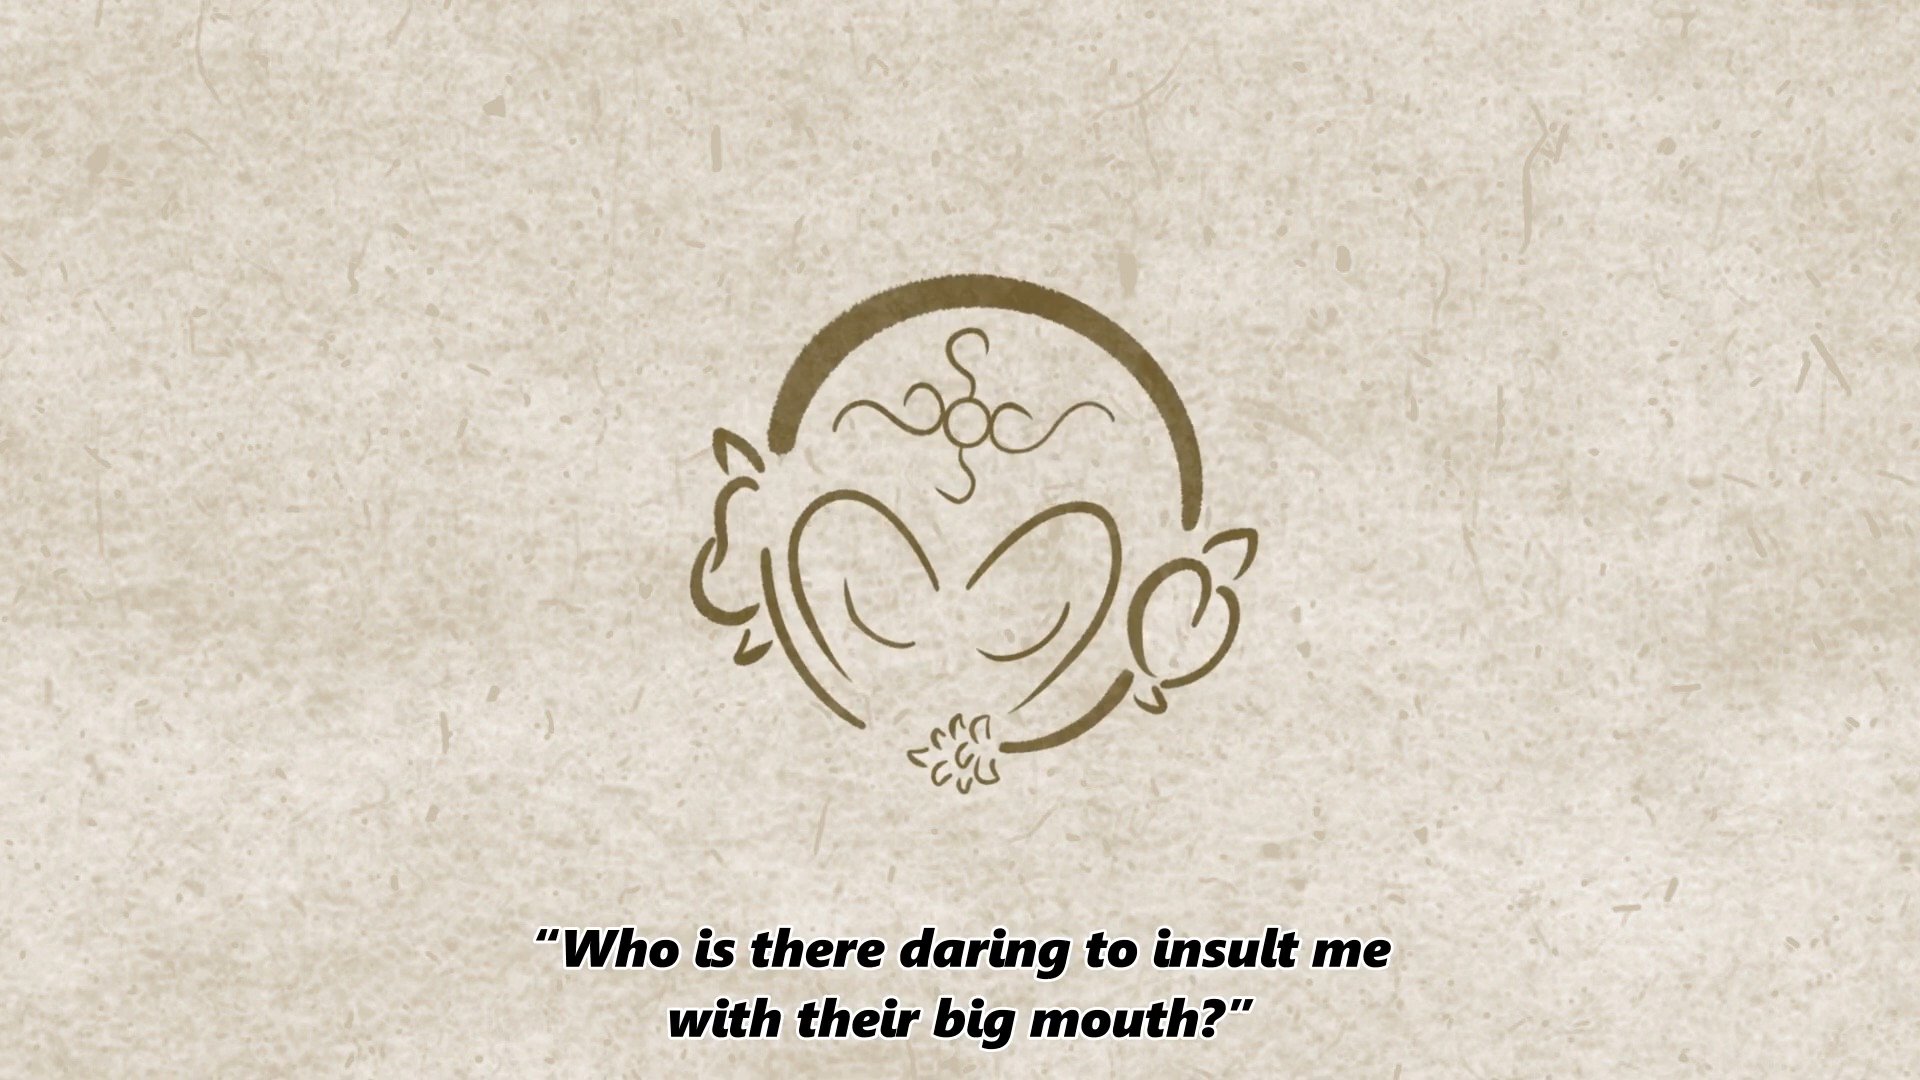 “Who is there daring to insult me
with their big mouth?”